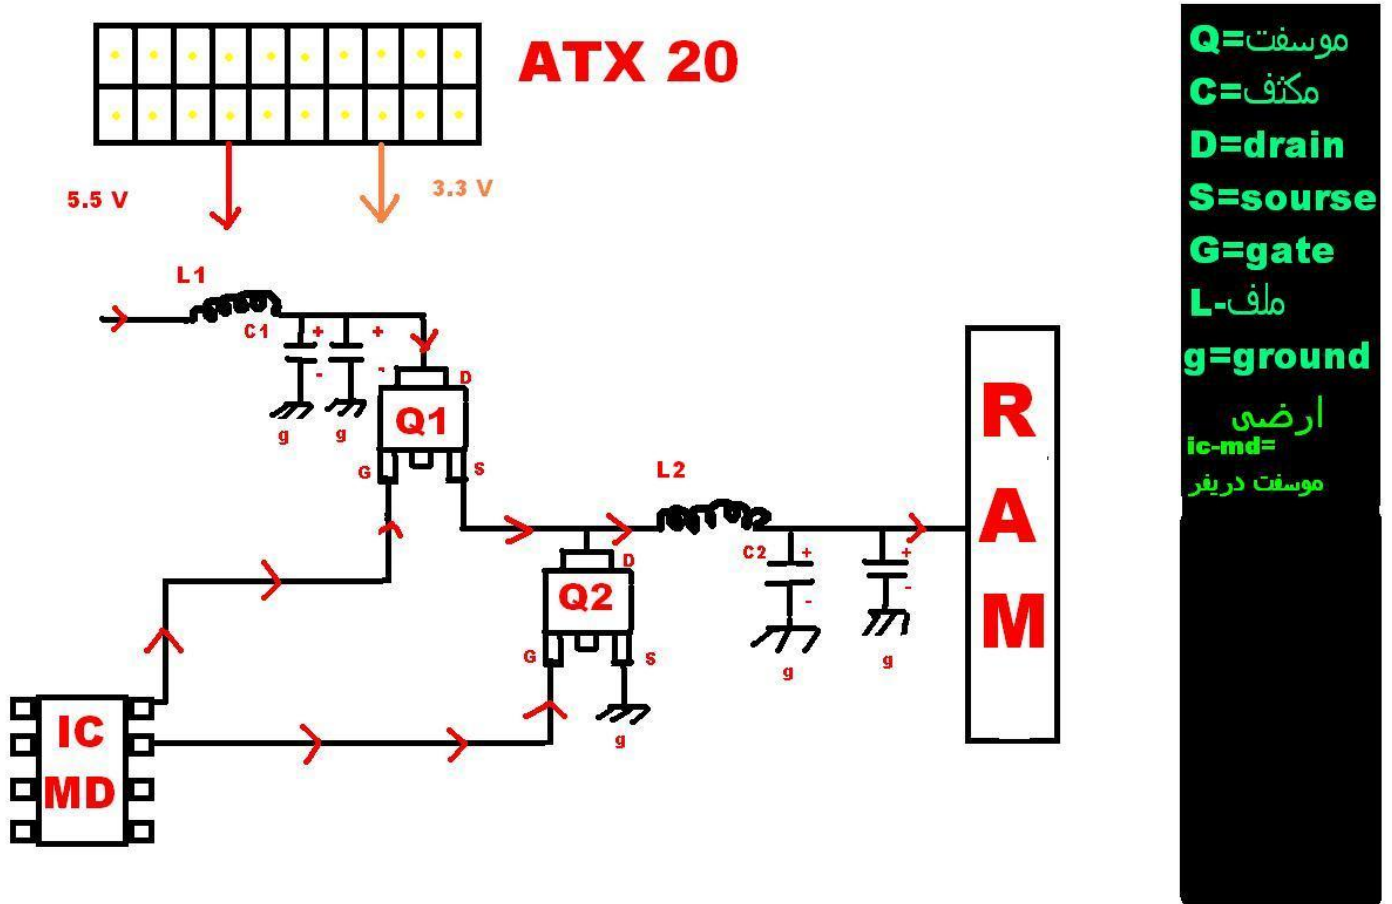 ATX 20
5.5 V
3.3 V
L1
C1
+
+
-
-
D
Q1
g
g
G
S
L2
C2
+
+
-
-
D
Q2
G
S
g
g
g
IC
MD
R
A
M
Q=موسفت
C=مكثف
D=drain
S=sourse
G=gate
L-ملف
g=ground
ارضى
ic-md=
موسفت دريفر